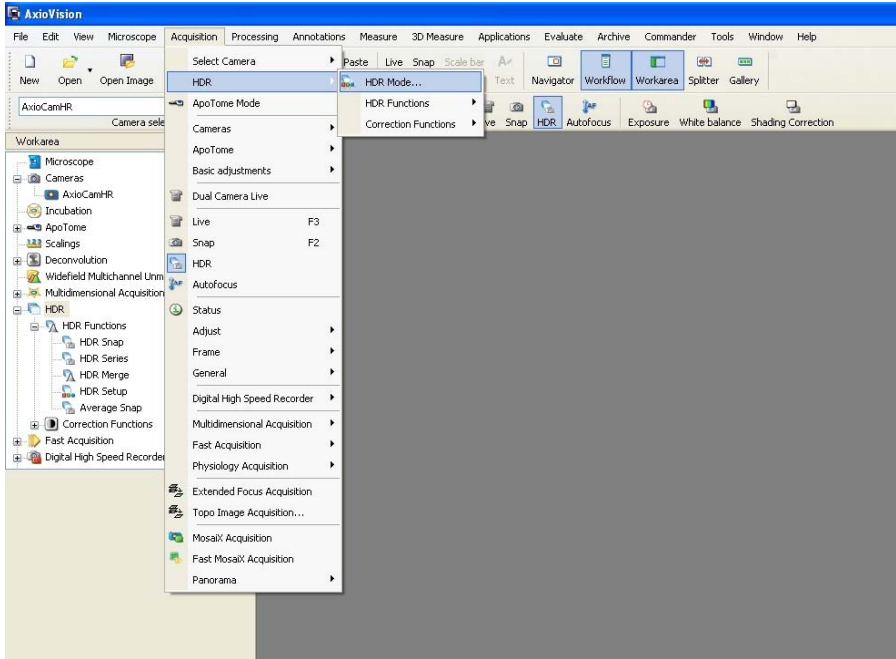 AxioVision
File Edit View Microscope Acquisition Processing Annotations Measure 3D Measure Applications Evaluate Archive Commander Tools Window Help
New Open Open Image Paste Live Snap Scale bar Text Navigator Workflow Workarea Splitter Gallery
AxioCamHR
Camera sele ve Snap HDR Autofocus Exposure White balance Shading Correction
Workarea
Microscope
Cameras
AxioCamHR
Incubation
ApoTome
Scalings
Deconvolution
Widefield Multichannel Unm
Multidimensional Acquisition
HDR
HDR Functions
HDR Snap
HDR Series
HDR Merge
HDR Setup
Average Snap
Correction Functions
Fast Acquisition
Digital High Speed Recorder
Select Camera
HDR
ApoTome Mode
Cameras
ApoTome
Basic adjustments
Dual Camera Live
Live F3
Snap F2
HDR
Autofocus
Status
Adjust
Frame
General
Digital High Speed Recorder
Multidimensional Acquisition
Fast Acquisition
Physiology Acquisition
Extended Focus Acquisition
Topo Image Acquisition...
MosaiX Acquisition
Fast MosaiX Acquisition
Panorama
HDR Mode...
HDR Functions
Correction Functions